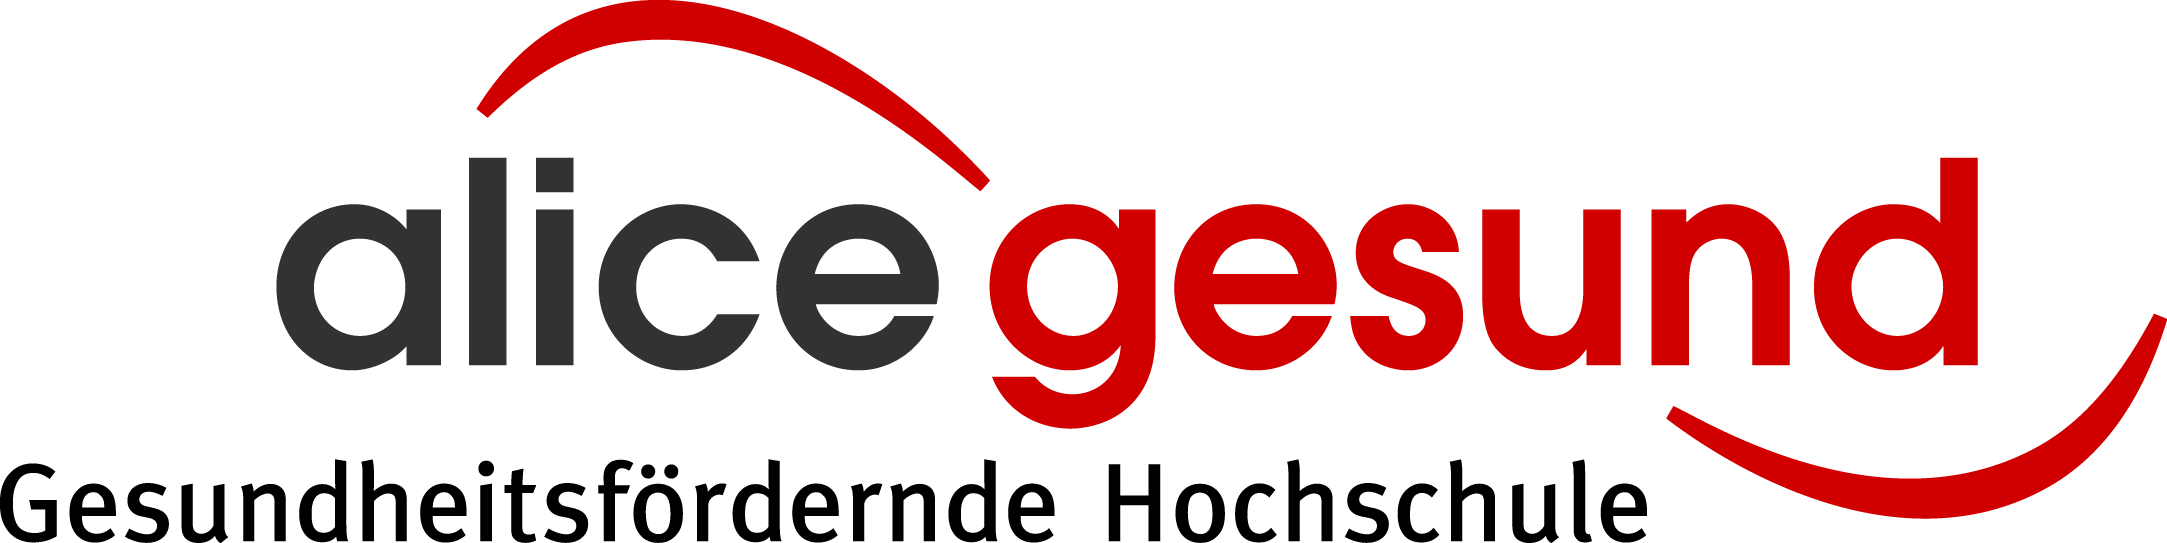 alice gesund
Gesundheitsfördernde Hochschule